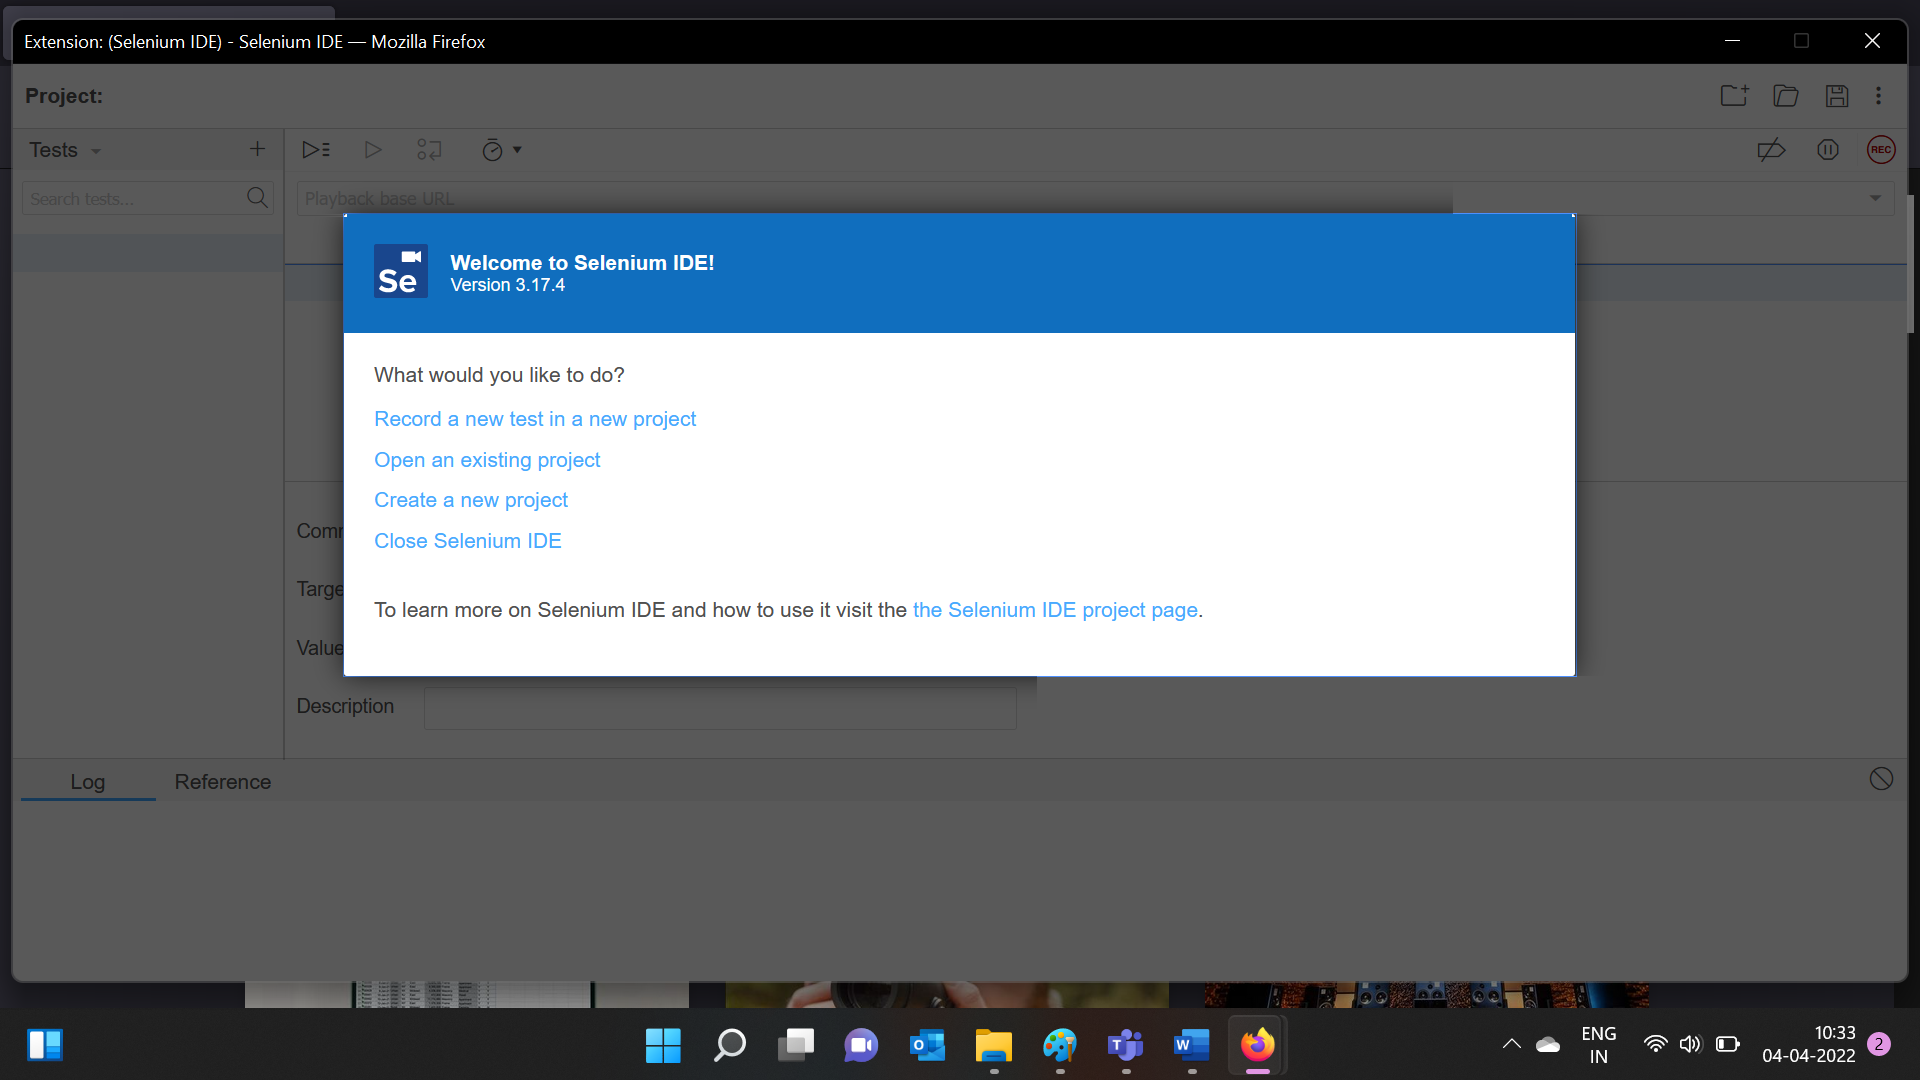 Extension: (Selenium IDE) - Selenium IDE — Mozilla Firefox
Project:
Tests
REC
Search tests...
Playback base URL
Se
Welcome to Selenium IDE!
Version 3.17.4
What would you like to do?
Record a new test in a new project
Open an existing project
Create a new project
Close Selenium IDE
To learn more on Selenium IDE and how to use it visit the the Selenium IDE project page.
Comm
Targe
Value
Description
Log
Reference
ENG
IN
10:33
04-04-2022
2